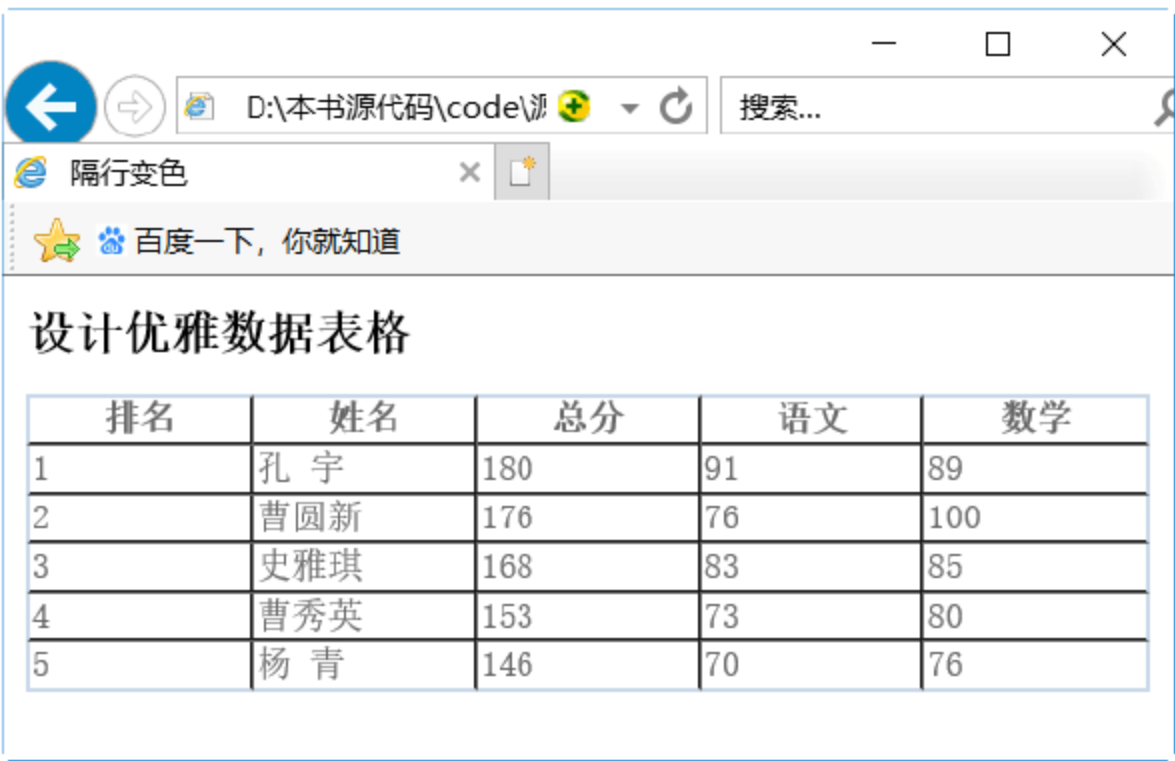 D:\本书源代码\code\源 搜索...
隔行变色
百度一下，你就知道
设计优雅数据表格
排名 姓名 总分 语文 数学
1 孔 宇 180 91 89
2 曹圆新 176 76 100
3 史雅琪 168 83 85
4 曹秀英 153 73 80
5 杨 青 146 70 76